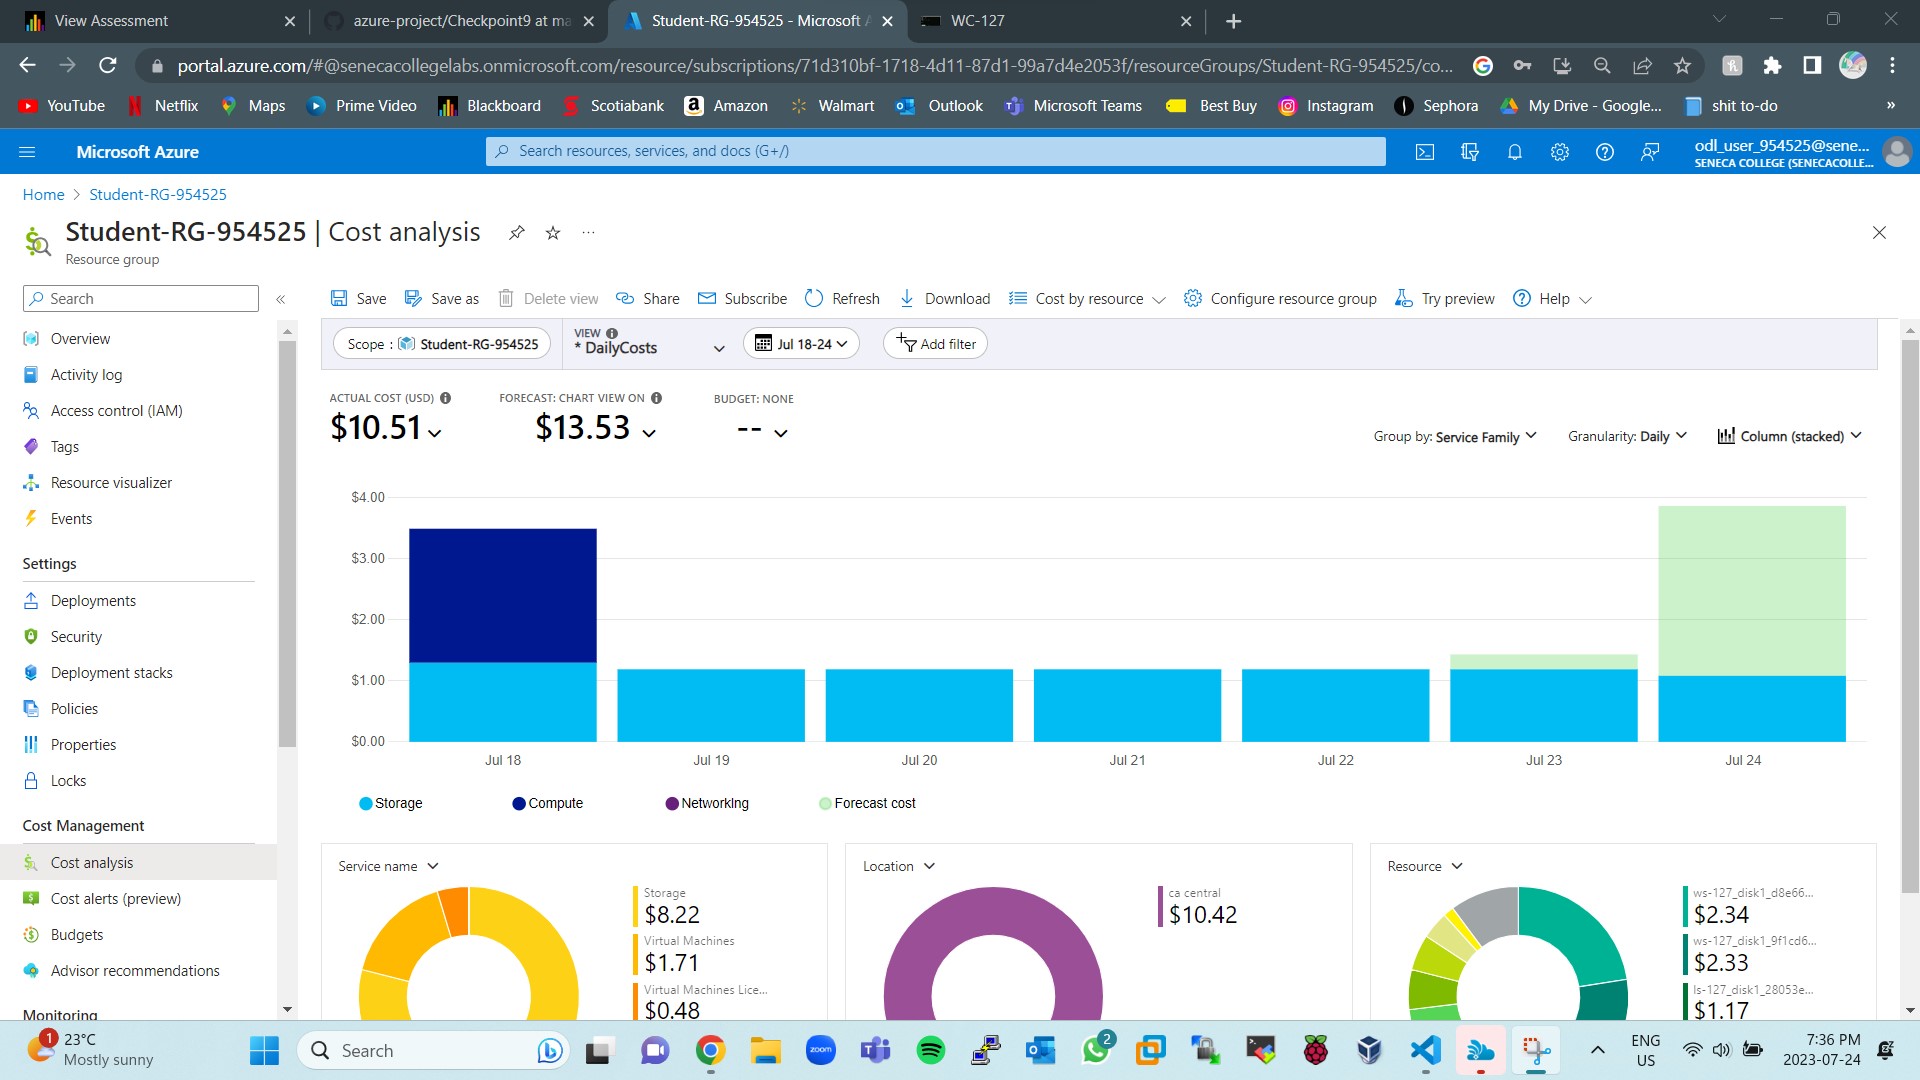 View Assessment
azure-project/Checkpoint9 at ma
Student-RG-954525 - Microsoft A
WC-127
portal.azure.com/#@senecacollegelabs.onmicrosoft.com/resource/subscriptions/71d310bf-1718-4d11-87d1-99a7d4e2053f/resourceGroups/Student-RG-954525/co...
YouTube Netflix Maps Prime Video Blackboard Scotiabank Amazon Walmart Outlook Microsoft Teams Best Buy Instagram Sephora My Drive - Google... shit to-do »
Microsoft Azure
Search resources, services, and docs (G+/)
odl_user_954525@sene...
SENECA COLLEGE (SENECACOLLE...
Home > Student-RG-954525
Student-RG-954525 | Cost analysis
Resource group
Search
Save Save as Delete view Share Subscribe Refresh Download Cost by resource Configure resource group Try preview Help
Overview
Activity log
Access control (IAM)
Tags
Resource visualizer
Events
Settings
Deployments
Security
Deployment stacks
Policies
Properties
Locks
Cost Management
Cost analysis
Cost alerts (preview)
Budgets
Advisor recommendations
Monitoring
Scope : Student-RG-954525
VIEW
* DailyCosts
Jul 18-24
Add filter
ACTUAL COST (USD)
$10.51
FORECAST: CHART VIEW ON
$13.53
BUDGET: NONE
--
Group by: Service Family
Granularity: Daily
Column (stacked)
$4.00
$3.00
$2.00
$1.00
$0.00
Jul 18 Jul 19 Jul 20 Jul 21 Jul 22 Jul 23 Jul 24
Storage Compute Networking Forecast cost
Service name
Storage
$8.22
Virtual Machines
$1.71
Virtual Machines Lice...
$0.48
Location
ca central
$10.42
Resource
ws-127_disk1_d8e66...
$2.34
ws-127_disk1_9f1cd6...
$2.33
ls-127_disk1_28053e...
$1.17
1
23°C
Mostly sunny
Search
zoom
2
ENG
US
7:36 PM
2023-07-24